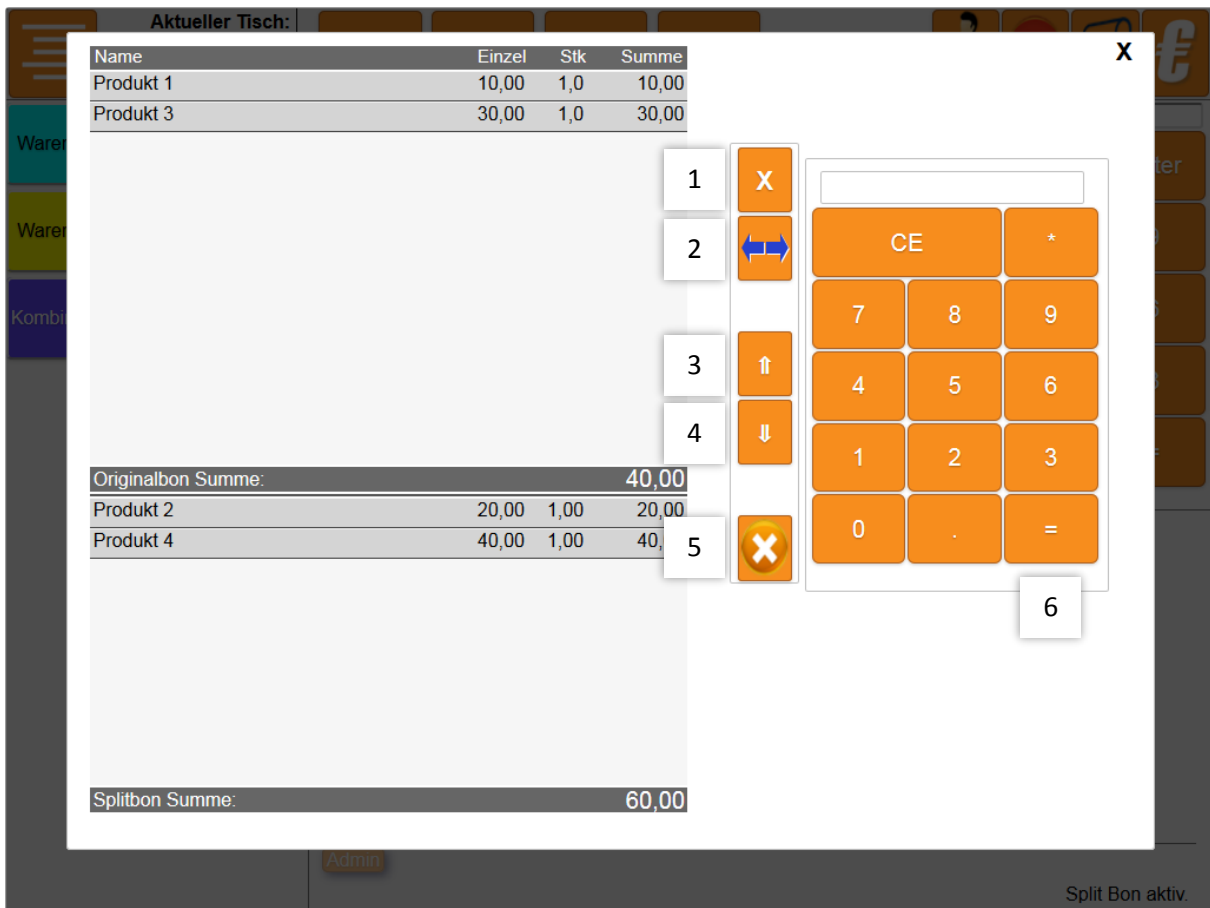 Aktueller Tisch:
X
Name Einzel Stk Summe
Produkt 1 10,00 1,0 10,00
Produkt 3 30,00 1,0 30,00
Originalbon Summe: 40,00
Produkt 2 20,00 1,00 20,00
Produkt 4 40,00 1,00 40,
Splitbon Summe: 60,00
1 X
2
3 ⇑
4 ⇓
5
CE *
7 8 9
4 5 6
1 2 3
0 . =
6
€
Admin
Split Bon aktiv.